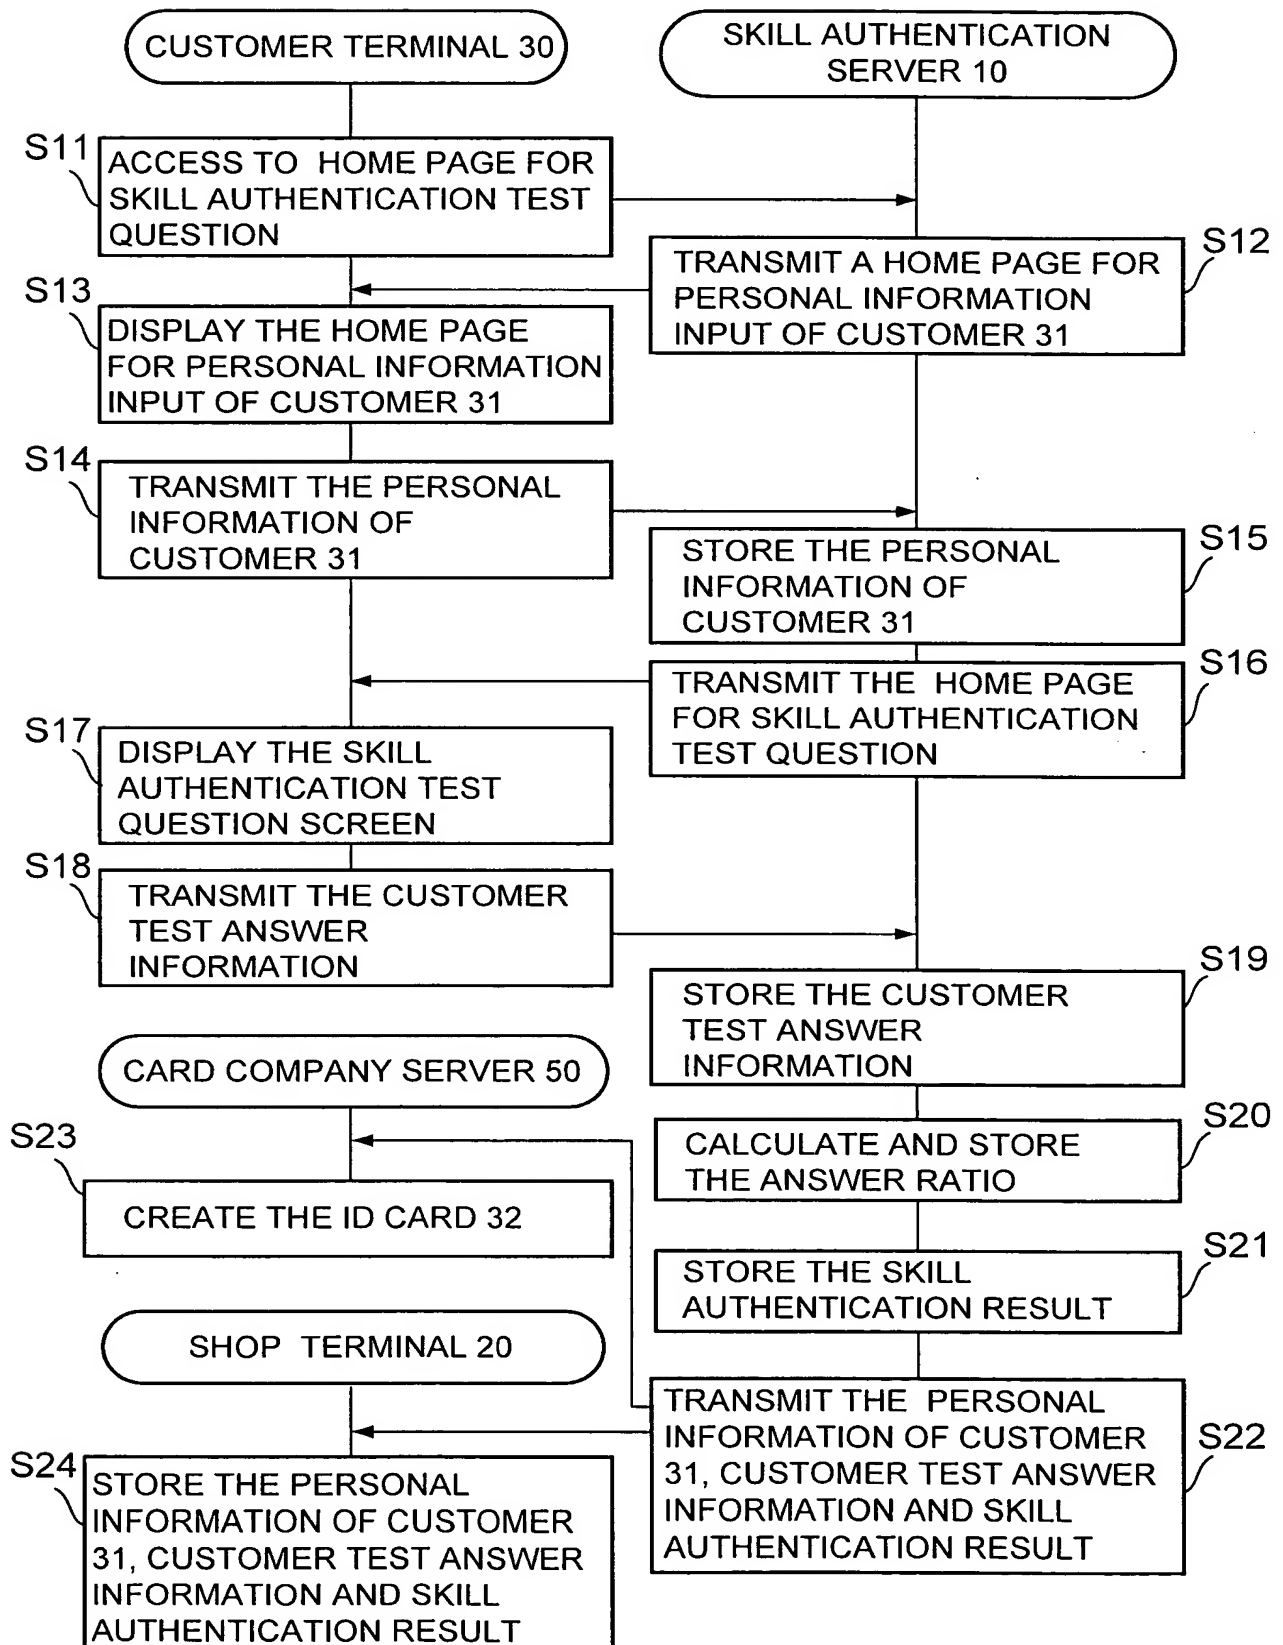 CUSTOMER TERMINAL 30
SKILL AUTHENTICATION
SERVER 10
S11
ACCESS TO HOME PAGE FOR
SKILL AUTHENTICATION TEST
QUESTION
S12
TRANSMIT A HOME PAGE FOR
PERSONAL INFORMATION
INPUT OF CUSTOMER 31
S13
DISPLAY THE HOME PAGE
FOR PERSONAL INFORMATION
INPUT OF CUSTOMER 31
S14
TRANSMIT THE PERSONAL
INFORMATION OF
CUSTOMER 31
S15
STORE THE PERSONAL
INFORMATION OF
CUSTOMER 31
S16
TRANSMIT THE HOME PAGE
FOR SKILL AUTHENTICATION
TEST QUESTION
S17
DISPLAY THE SKILL
AUTHENTICATION TEST
QUESTION SCREEN
S18
TRANSMIT THE CUSTOMER
TEST ANSWER
INFORMATION
S19
STORE THE CUSTOMER
TEST ANSWER
INFORMATION
CARD COMPANY SERVER 50
S20
CALCULATE AND STORE
THE ANSWER RATIO
S23
CREATE THE ID CARD 32
S21
STORE THE SKILL
AUTHENTICATION RESULT
SHOP TERMINAL 20
S22
TRANSMIT THE PERSONAL
INFORMATION OF CUSTOMER
31, CUSTOMER TEST ANSWER
INFORMATION AND SKILL
AUTHENTICATION RESULT
S24
STORE THE PERSONAL
INFORMATION OF CUSTOMER
31, CUSTOMER TEST ANSWER
INFORMATION AND SKILL
AUTHENTICATION RESULT